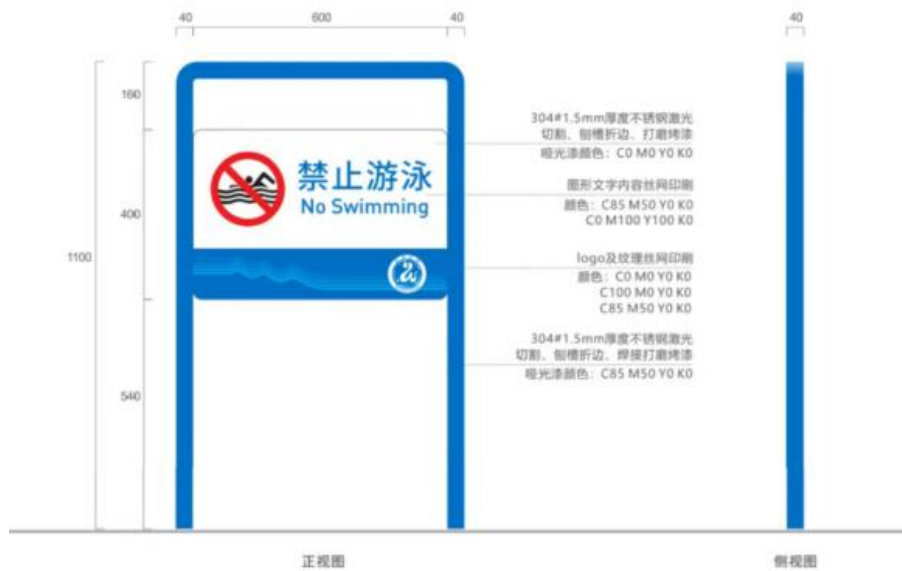 40
600
40
40
160
400
540
1100
禁止游泳
No Swimming
304#1.5mm厚度不锈钢激光
切割、刨槽折边、打磨烤漆
哑光漆颜色：C0 M0 Y0 K0
图形文字内容丝网印刷
颜色：C85 M50 Y0 K0
C0 M100 Y100 K0
logo及纹理丝网印刷
颜色：C0 M0 Y0 K0
C100 M0 Y0 K0
C85 M50 Y0 K0
304#1.5mm厚度不锈钢激光
切割、刨槽折边、焊接打磨烤漆
哑光漆颜色：C85 M50 Y0 K0
正视图
侧视图